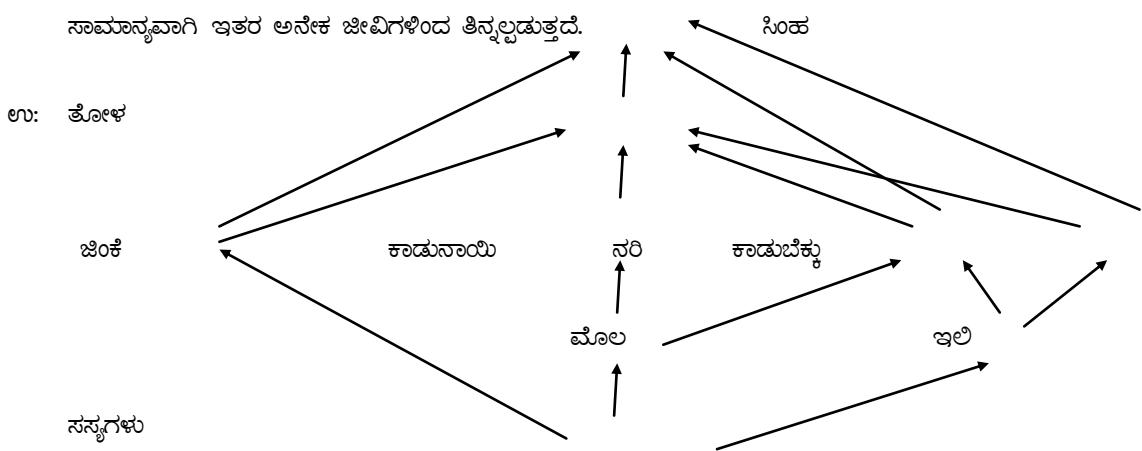 ಸಾಮಾನ್ಯವಾಗಿ ಇತರ ಅನೇಕ ಜೀವಿಗಳಿಂದ ತಿನ್ನಲ್ಪಡುತ್ತದೆ. ಸಿಂಹ
ಉ: ತೋಳ
ಜಿಂಕೆ ಕಾಡುನಾಯಿ ನರಿ ಕಾಡುಬೆಕ್ಕು
ಮೊಲ ಇಲಿ
ಸಸ್ಯಗಳು